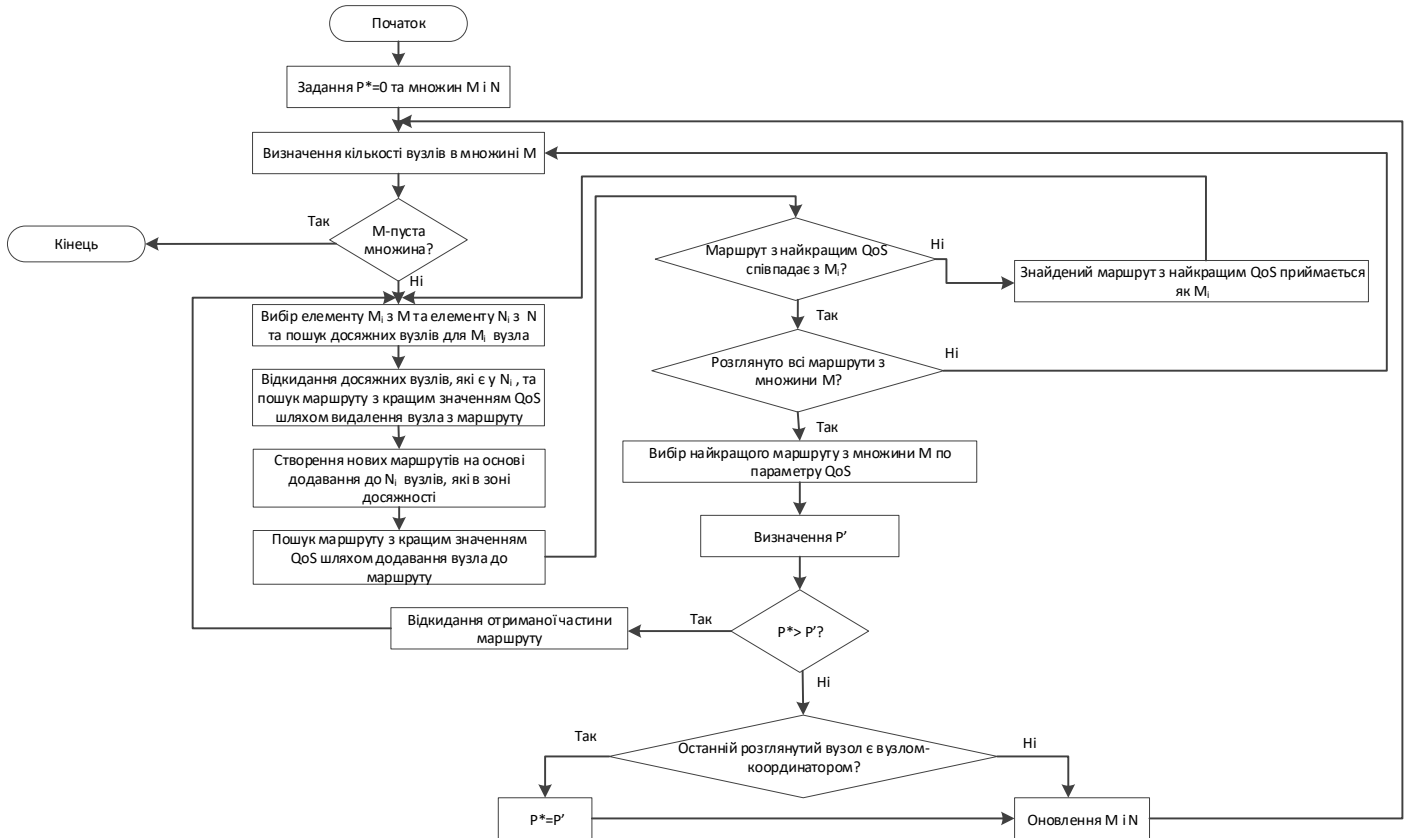 Початок
Задання P*=0 та множин M і N
Визначення кількості вузлів в множині M
Так
M-пуста
множина?
Кінець
Ні
Вибір елементу Mᵢ з M та елементу Nᵢ з N
та пошук досяжних вузлів для Mᵢ вузла
Відкидання досяжних вузлів, які є у Nᵢ , та
пошук маршруту з кращим значенням QoS
шляхом видалення вузла з маршруту
Створення нових маршрутів на основі
додавання до Nᵢ вузлів, які в зоні
досяжності
Пошук маршруту з кращим значенням
QoS шляхом додавання вузла до
маршруту
Маршрут з найкращим QoS
співпадає з Mᵢ?
Ні
Знайдений маршрут з найкращим QoS приймається
як Mᵢ
Так
Розглянуто всі маршрути з
множини M?
Ні
Так
Вибір найкращого маршруту з множини M по
параметру QoS
Визначення P’
P*> P’?
Так
Відкидання отриманої частини
маршруту
Ні
Останній розглянутий вузол є вузлом-
координатором?
Так
Ні
P*=P’
Оновлення M і N